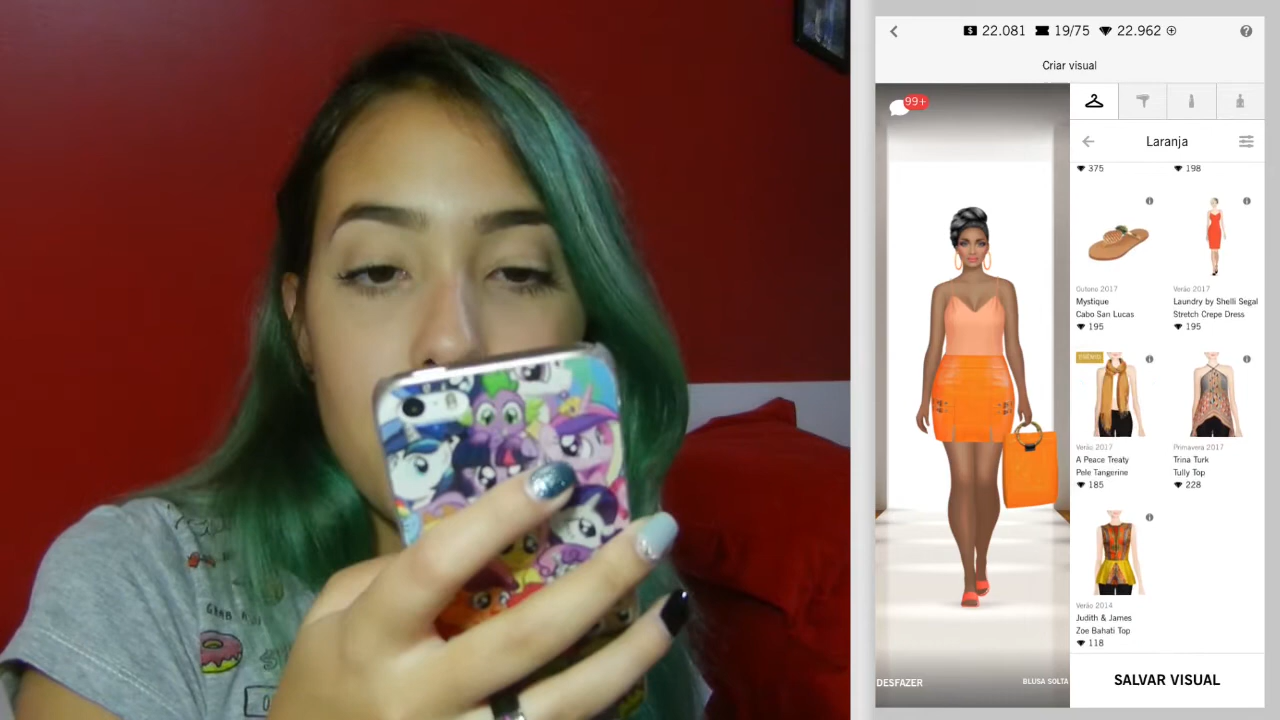 22.081 19/75 22.962
Criar visual
99+
Laranja
375
198
Outono 2017
Mystique
Cabo San Lucas
195
Verão 2017
Laundry by Shelli Segal
Stretch Crepe Dress
195
Verão 2017
A Peace Treaty
Pele Tangerine
185
Primavera 2017
Trina Turk
Tully Top
228
Verão 2014
Judith & James
Zoe Bahati Top
118
DESFAZER
BLUSA SOLTA
SALVAR VISUAL